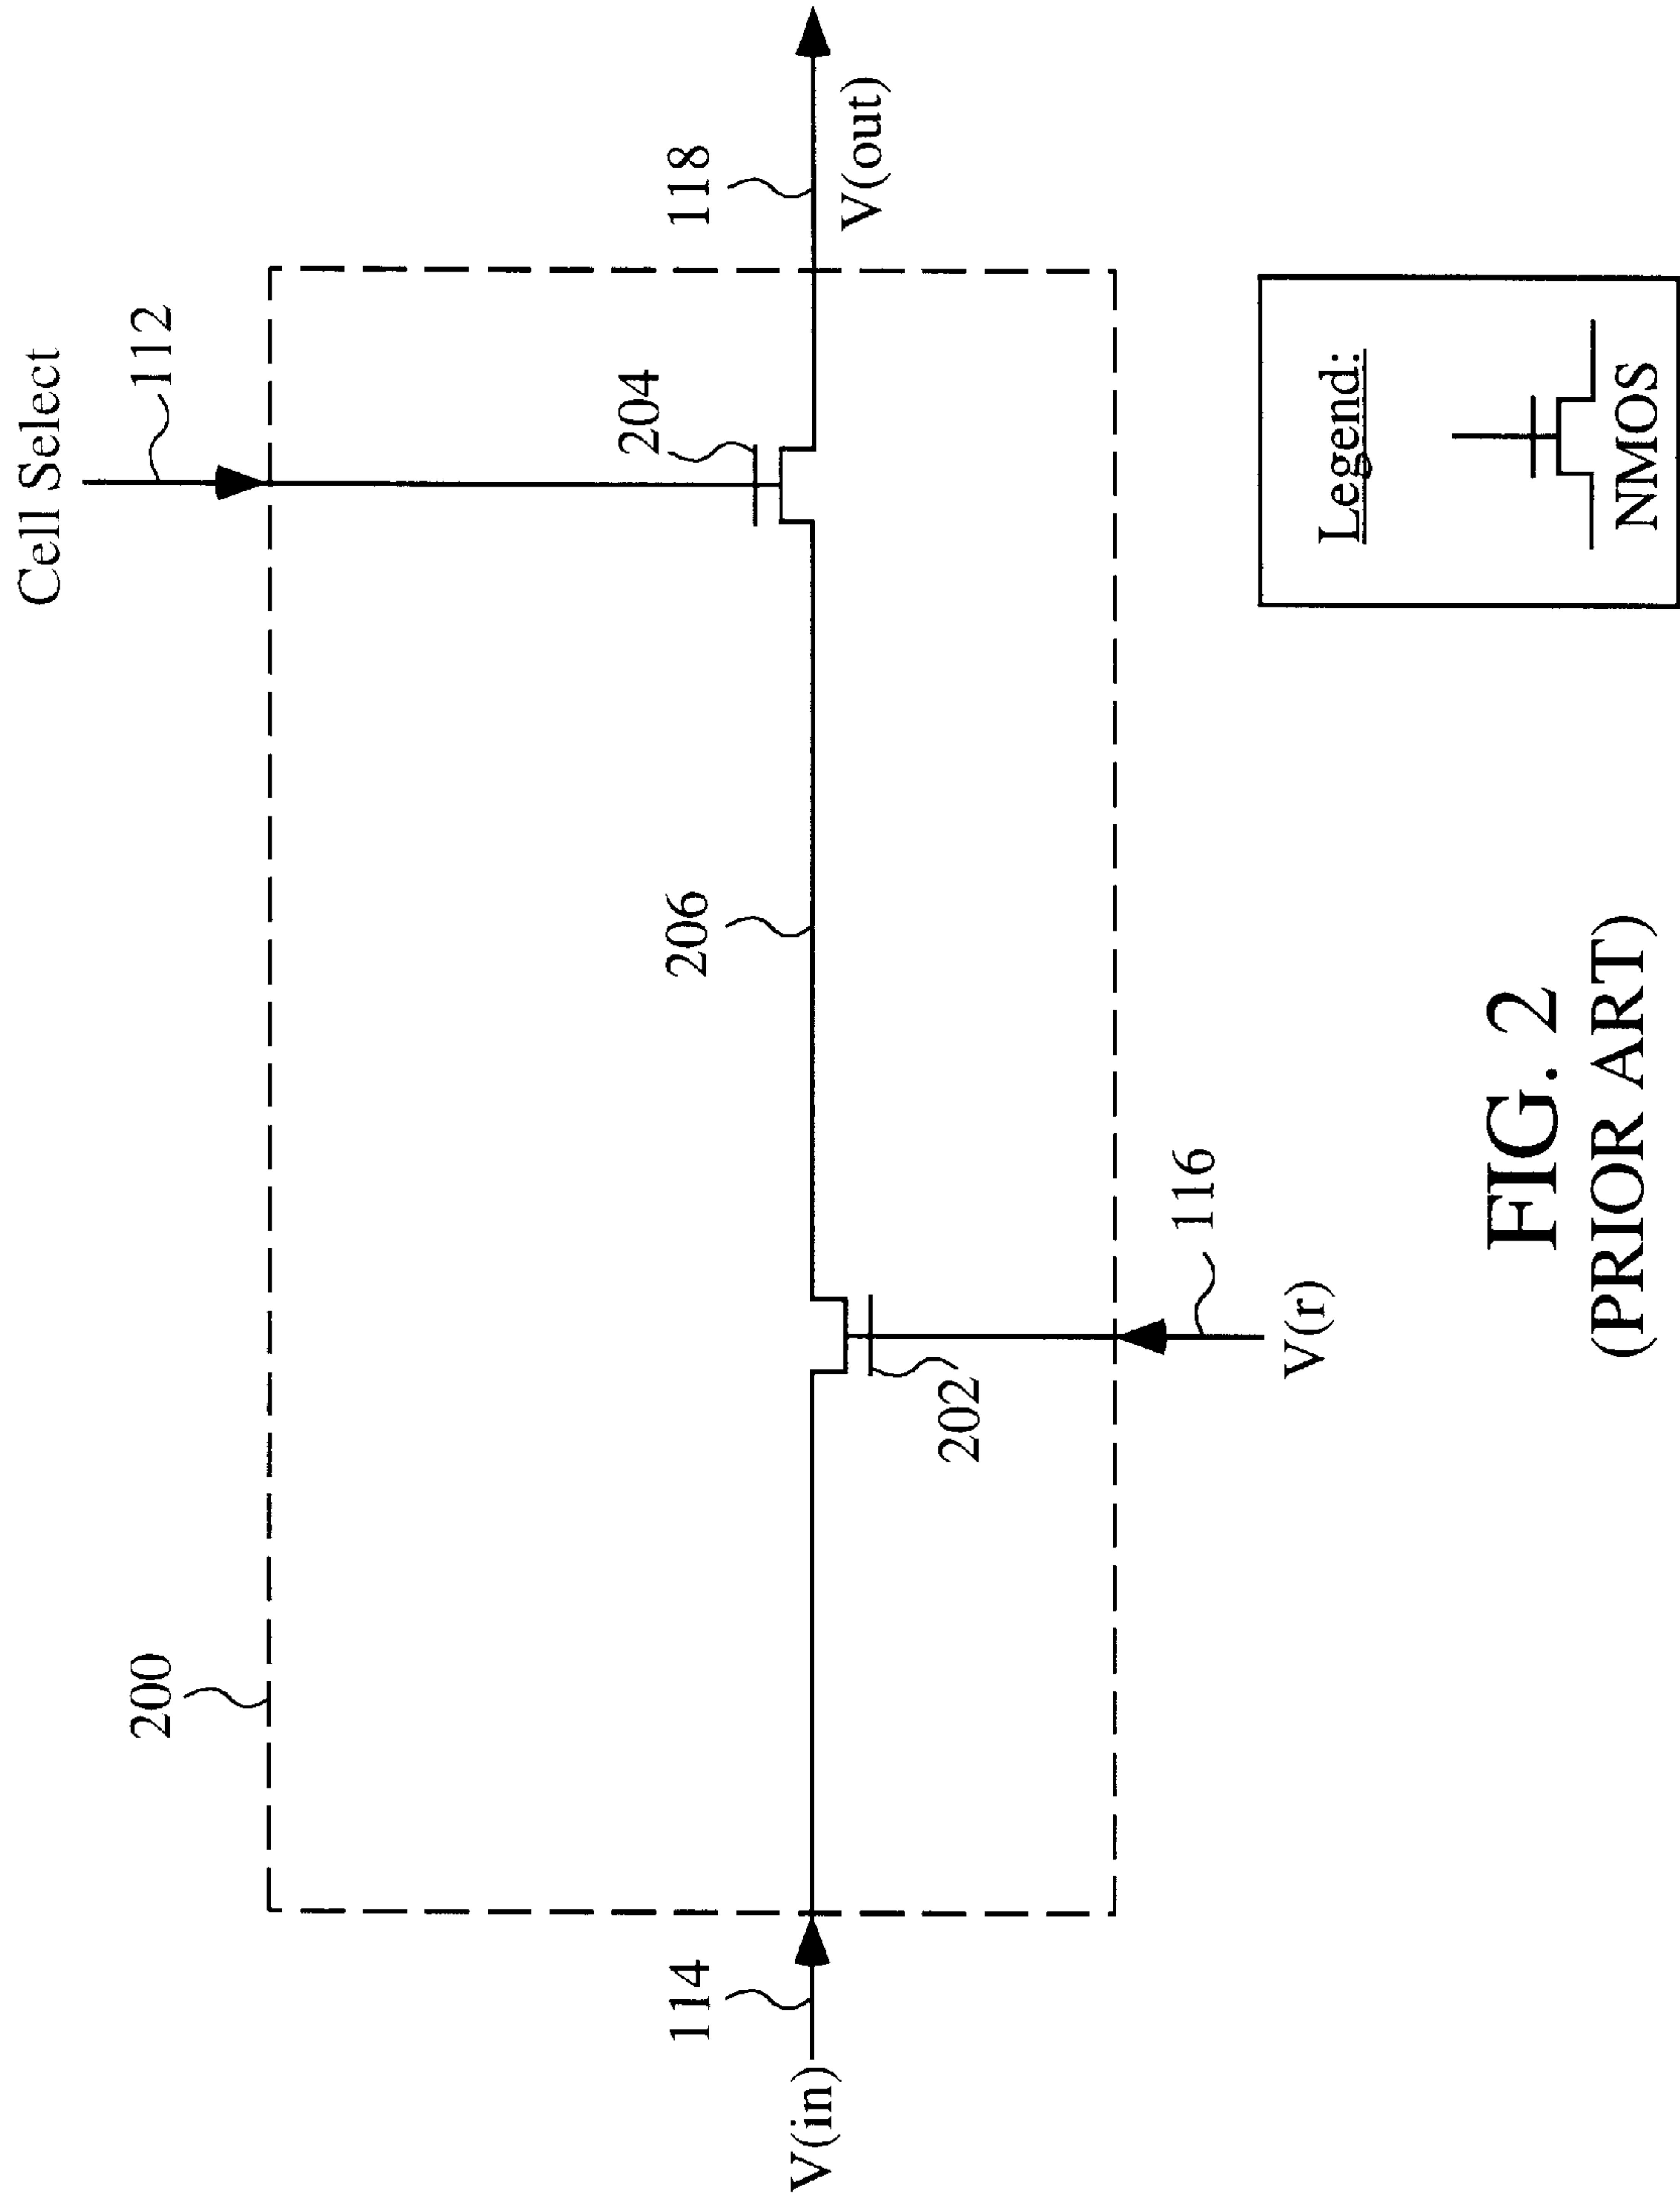 Cell Select
112
200
204
118
206
114
V(in)
V(out)
202
116
V(r)
Legend:
NMOS
FIG. 2
(PRIOR ART)